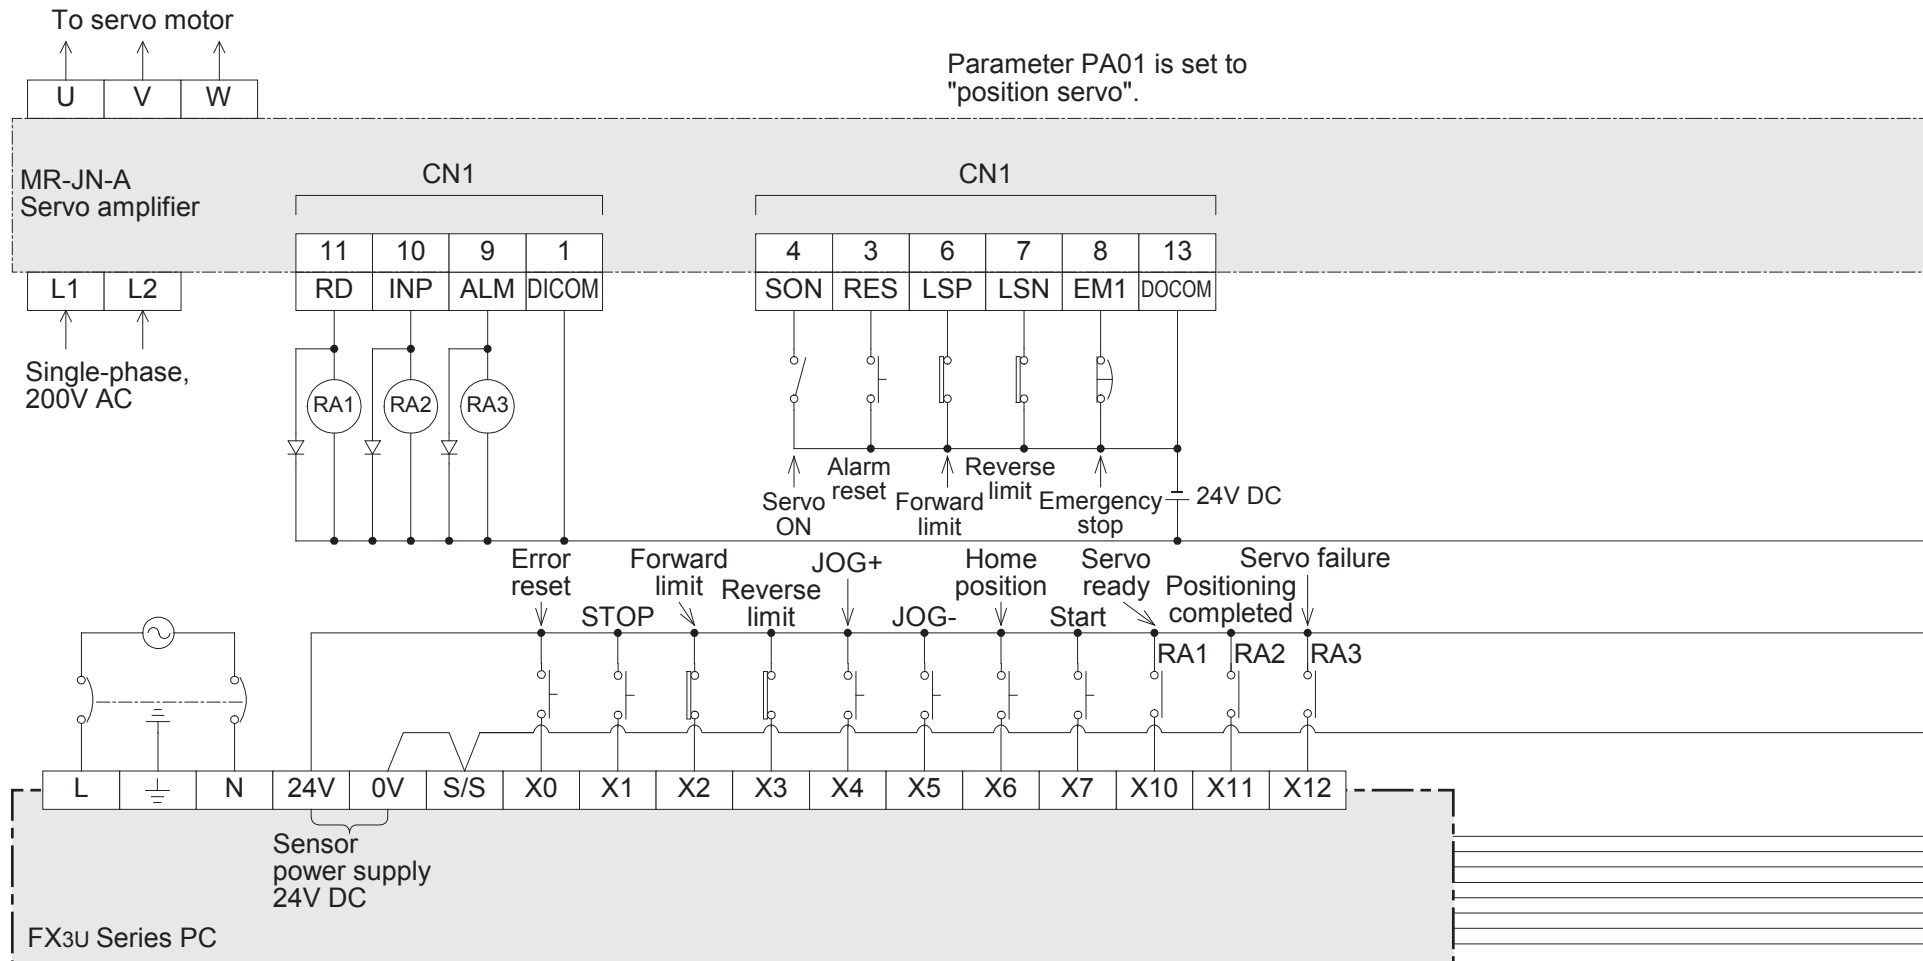 To servo motor
U V W
Parameter PA01 is set to
"position servo".
MR-JN-A
Servo amplifier
CN1
CN1
11 10 9 1
4 3 6 7 8 13
L1 L2
RD INP ALM DICOM
SON RES LSP LSN EM1 DOCOM
Single-phase,
200V AC
RA1 RA2 RA3
Servo
ON
Alarm
reset
Forward
limit
Reverse
limit
Emergency
stop
24V DC
Error
reset
STOP
Forward
limit
Reverse
limit
JOG+
JOG-
Home
position
Start
Servo
ready
Positioning
completed
Servo failure
RA1 RA2 RA3
L N 24V 0V S/S X0 X1 X2 X3 X4 X5 X6 X7 X10 X11 X12
Sensor
power supply
24V DC
FX3U Series PC